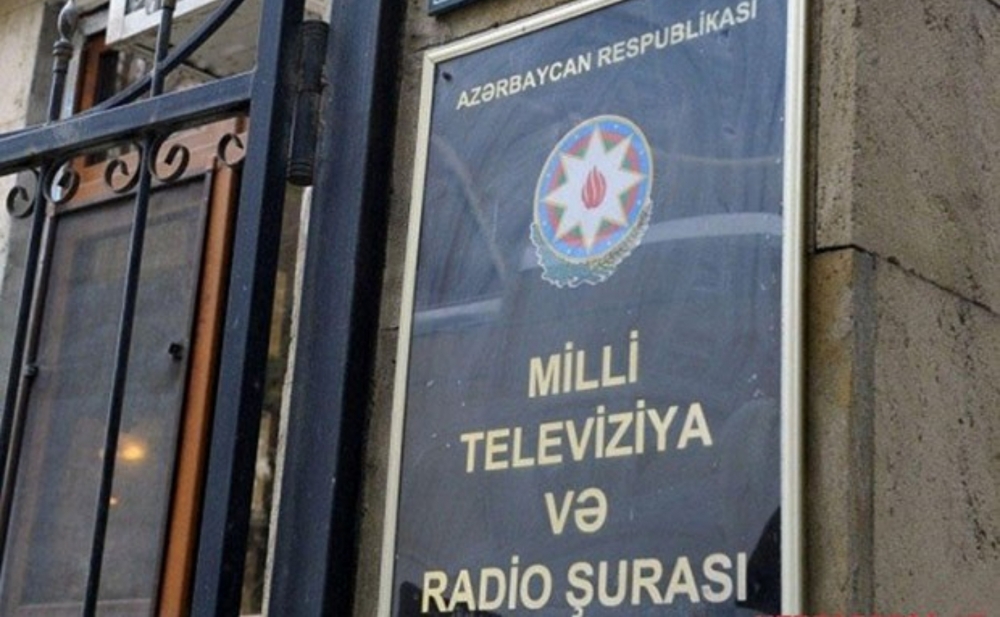 AZƏRBAYCAN RESPUBLİKASI
MİLLİ
TELEVİZİYA
VƏ
RADİO ŞURASI